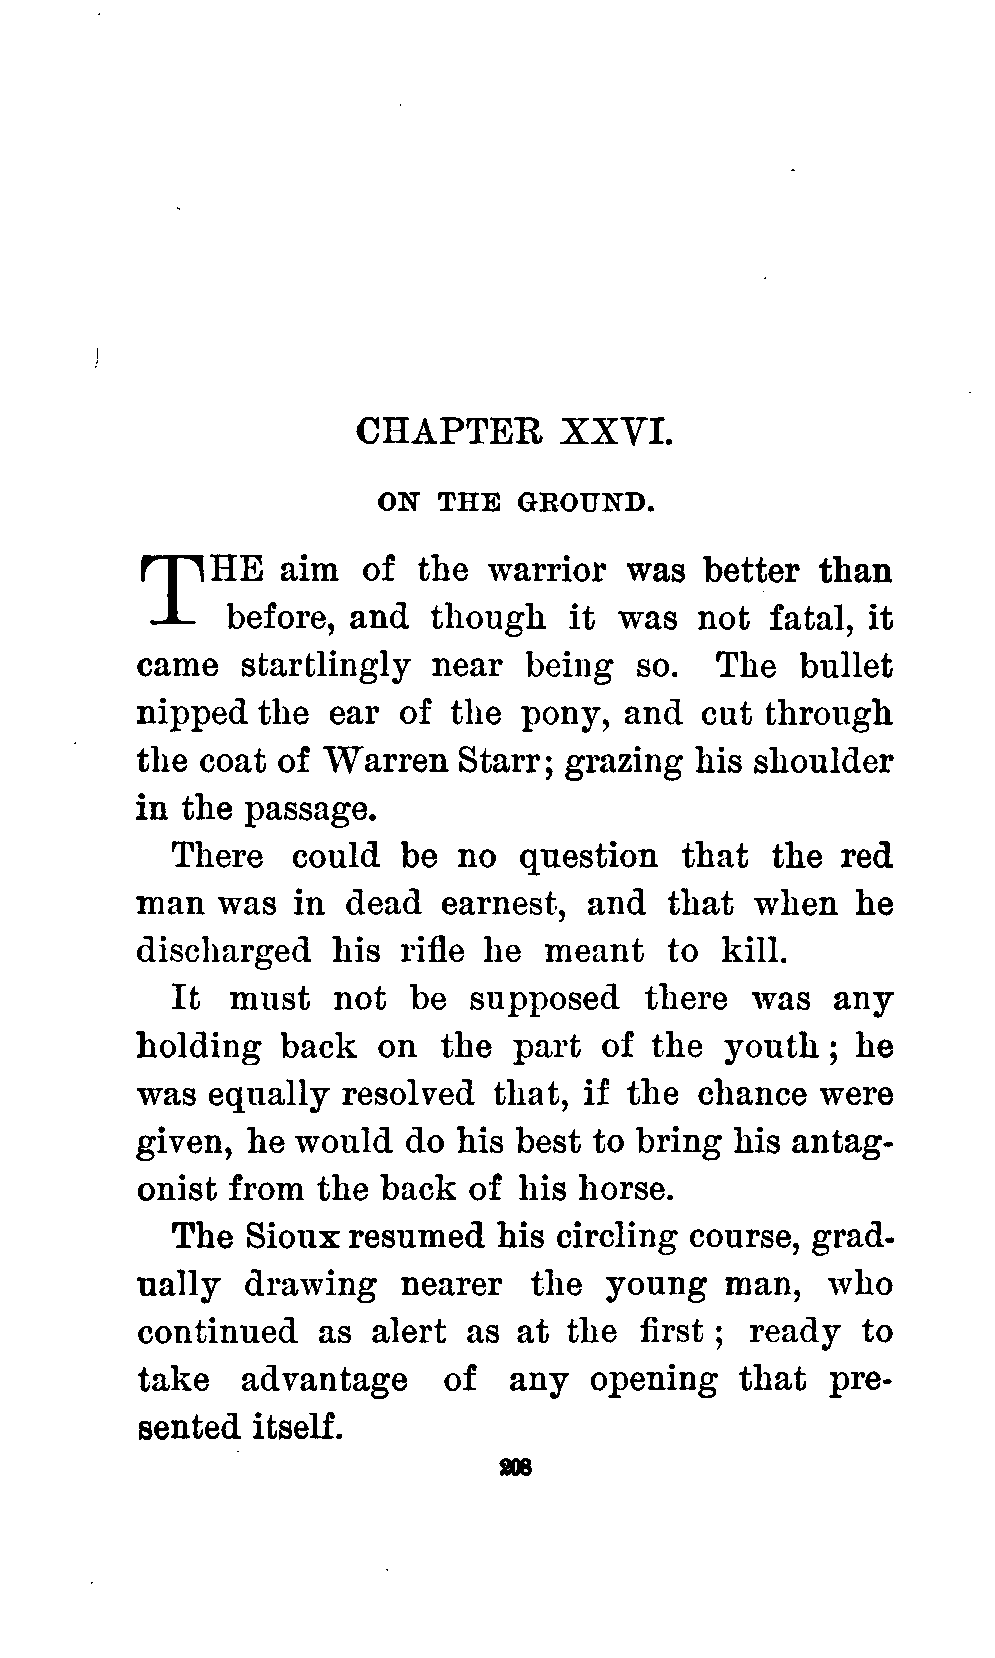 CHAPTER XXVI.
ON THE GROUND.
THE aim of the warrior was better than
before, and though it was not fatal, it
came startlingly near being so. The bullet
nipped the ear of the pony, and cut through
the coat of Warren Starr; grazing his shoulder
in the passage.
There could be no question that the red
man was in dead earnest, and that when he
discharged his rifle he meant to kill.
It must not be supposed there was any
holding back on the part of the youth; he
was equally resolved that, if the chance were
given, he would do his best to bring his antag-
onist from the back of his horse.
The Sioux resumed his circling course, grad-
ually drawing nearer the young man, who
continued as alert as at the first; ready to
take advantage of any opening that pre-
sented itself.
208